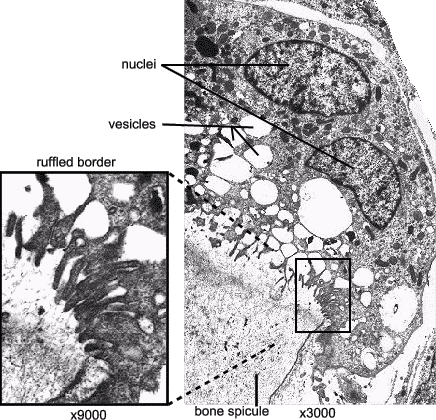 nuclei
vesicles
ruffled border
bone spicule
x9000
x3000